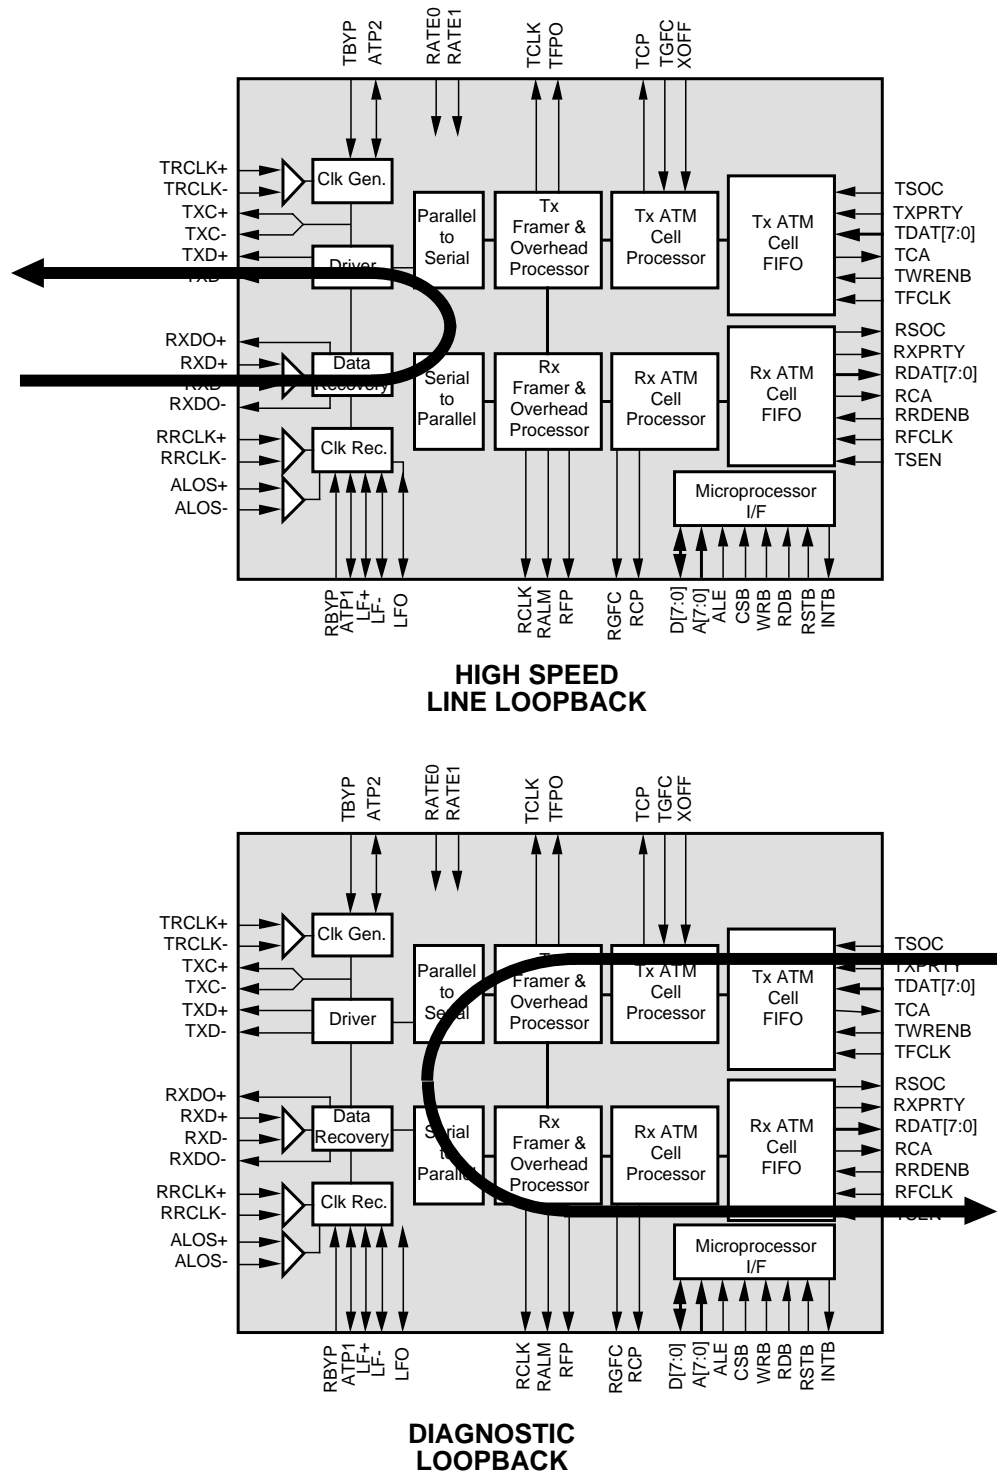 TBYP
ATP2
RATE0
RATE1
TCLK
TFPO
TCP
TGFC
XOFF
TRCLK+
TRCLK-
TXC+
TXC-
TXD+
TXD-
RXDO+
RXD+
RXD-
RXDO-
RRCLK+
RRCLK-
ALOS+
ALOS-
Clk Gen.
Driver
Data
Recovery
Clk Rec.
Parallel
to
Serial
Tx
Framer &
Overhead
Processor
Tx ATM
Cell
Processor
Tx ATM
Cell
FIFO
Serial
to
Parallel
Rx
Framer &
Overhead
Processor
Rx ATM
Cell
Processor
Rx ATM
Cell
FIFO
Microprocessor
I/F
TSOC
TXPRTY
TDAT[7:0]
TCA
TWRENB
TFCLK
RSOC
RXPRTY
RDAT[7:0]
RCA
RRDENB
RFCLK
TSEN
RBYP
ATP1
LF+
LF-
LFO
RCLK
RALM
RFP
RGFC
RCP
D[7:0]
A[7:0]
ALE
CSB
WRB
RDB
RSTB
INTB
HIGH SPEED
LINE LOOPBACK
TBYP
ATP2
RATE0
RATE1
TCLK
TFPO
TCP
TGFC
XOFF
TRCLK+
TRCLK-
TXC+
TXC-
TXD+
TXD-
RXDO+
RXD+
RXD-
RXDO-
RRCLK+
RRCLK-
ALOS+
ALOS-
Clk Gen.
Driver
Data
Recovery
Clk Rec.
Parallel
to
Serial
Tx
Framer &
Overhead
Processor
Tx ATM
Cell
Processor
Tx ATM
Cell
FIFO
Serial
to
Parallel
Rx
Framer &
Overhead
Processor
Rx ATM
Cell
Processor
Rx ATM
Cell
FIFO
Microprocessor
I/F
TSOC
TXPRTY
TDAT[7:0]
TCA
TWRENB
TFCLK
RSOC
RXPRTY
RDAT[7:0]
RCA
RRDENB
RFCLK
TSEN
RBYP
ATP1
LF+
LF-
LFO
RCLK
RALM
RFP
RGFC
RCP
D[7:0]
A[7:0]
ALE
CSB
WRB
RDB
RSTB
INTB
DIAGNOSTIC
LOOPBACK